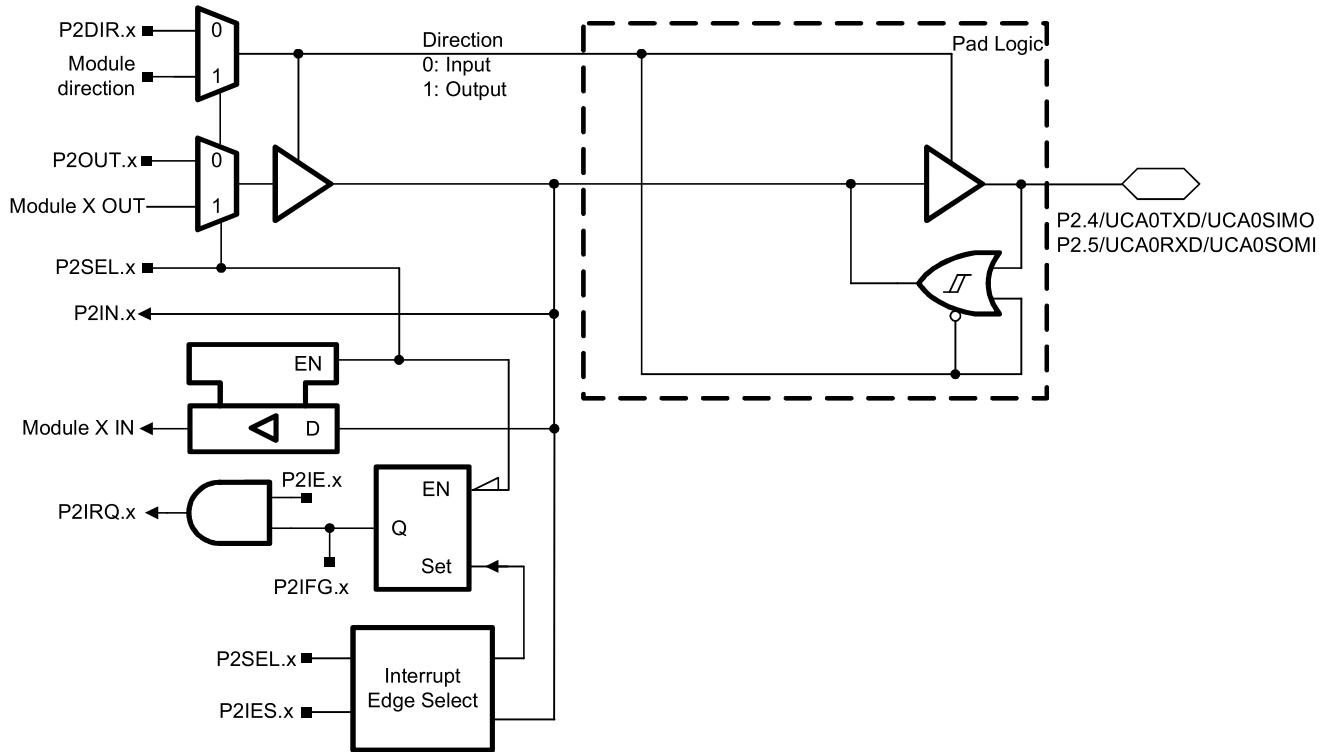 P2DIR.x
0
Module
direction
1
Direction
0: Input
1: Output
Pad Logic
P2OUT.x
0
Module X OUT
1
P2.4/UCA0TXD/UCA0SIMO
P2.5/UCA0RXD/UCA0SOMI
P2SEL.x
P2IN.x
EN
Module X IN
D
P2IE.x
EN
P2IRQ.x
Q
Set
P2IFG.x
P2SEL.x
Interrupt
Edge Select
P2IES.x